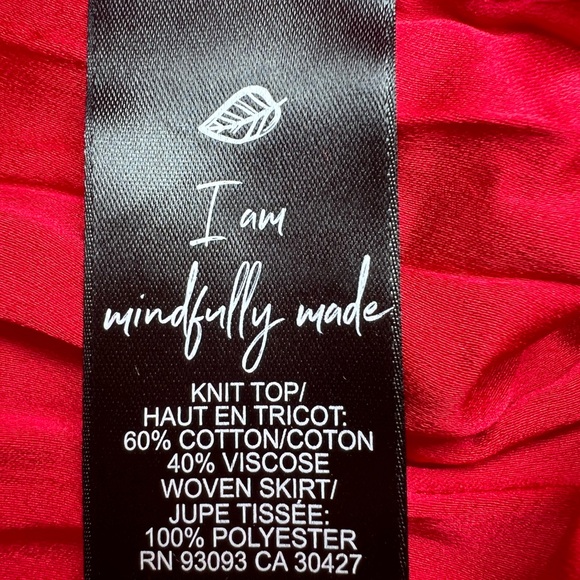 I am
mindfully made
KNIT TOP/
HAUT EN TRICOT:
60% COTTON/COTON
40% VISCOSE
WOVEN SKIRT/
JUPE TISSÉE:
100% POLYESTER
RN 93093 CA 30427